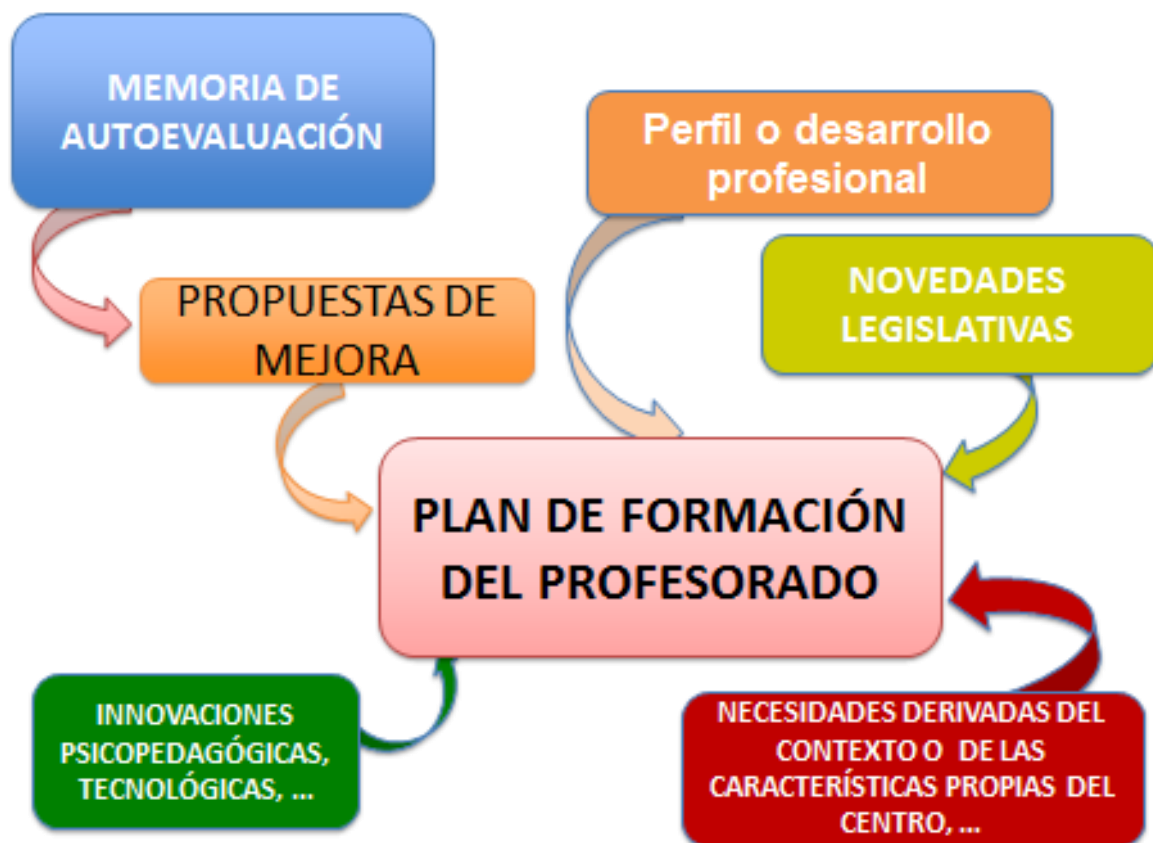 MEMORIA DE
AUTOEVALUACIÓN
Perfil o desarrollo
profesional
NOVEDADES
LEGISLATIVAS
PROPUESTAS DE
MEJORA
PLAN DE FORMACIÓN
DEL PROFESORADO
INNOVACIONES
PSICOPEDAGÓGICAS,
TECNOLÓGICAS, ...
NECESIDADES DERIVADAS DEL
CONTEXTO O DE LAS
CARACTERÍSTICAS PROPIAS DEL
CENTRO, ...